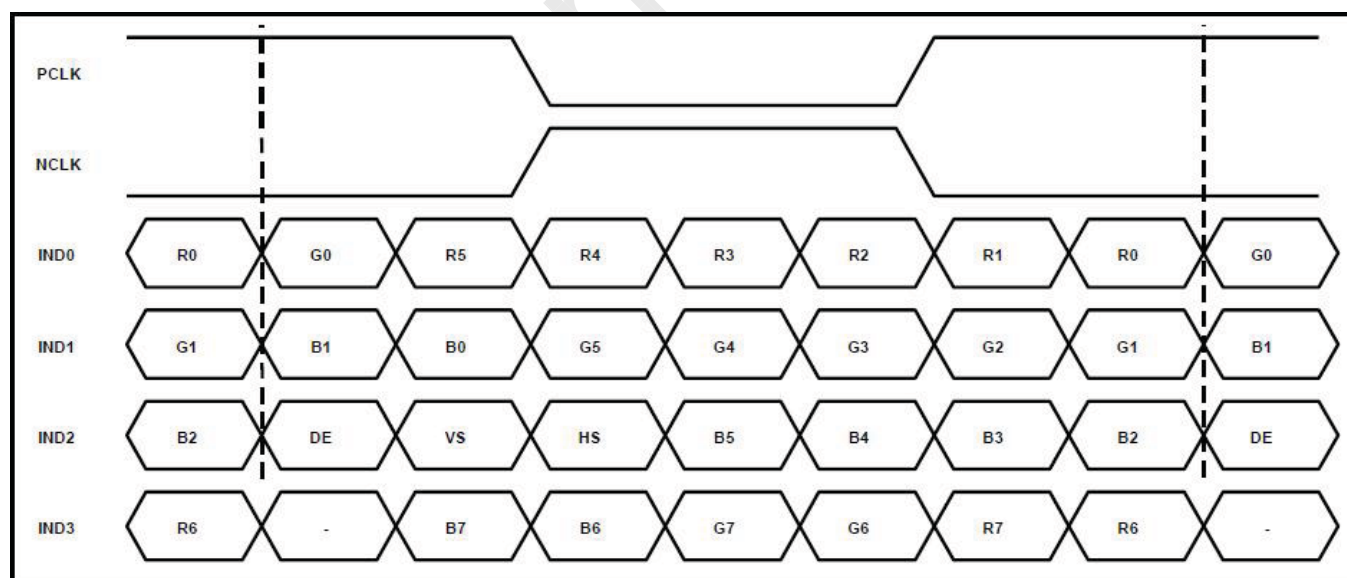 PCLK
NCLK
IND0 R0 G0 R5 R4 R3 R2 R1 R0 G0
IND1 G1 B1 B0 G5 G4 G3 G2 G1 B1
IND2 B2 DE VS HS B5 B4 B3 B2 DE
IND3 R6 - B7 B6 G7 G6 R7 R6 -